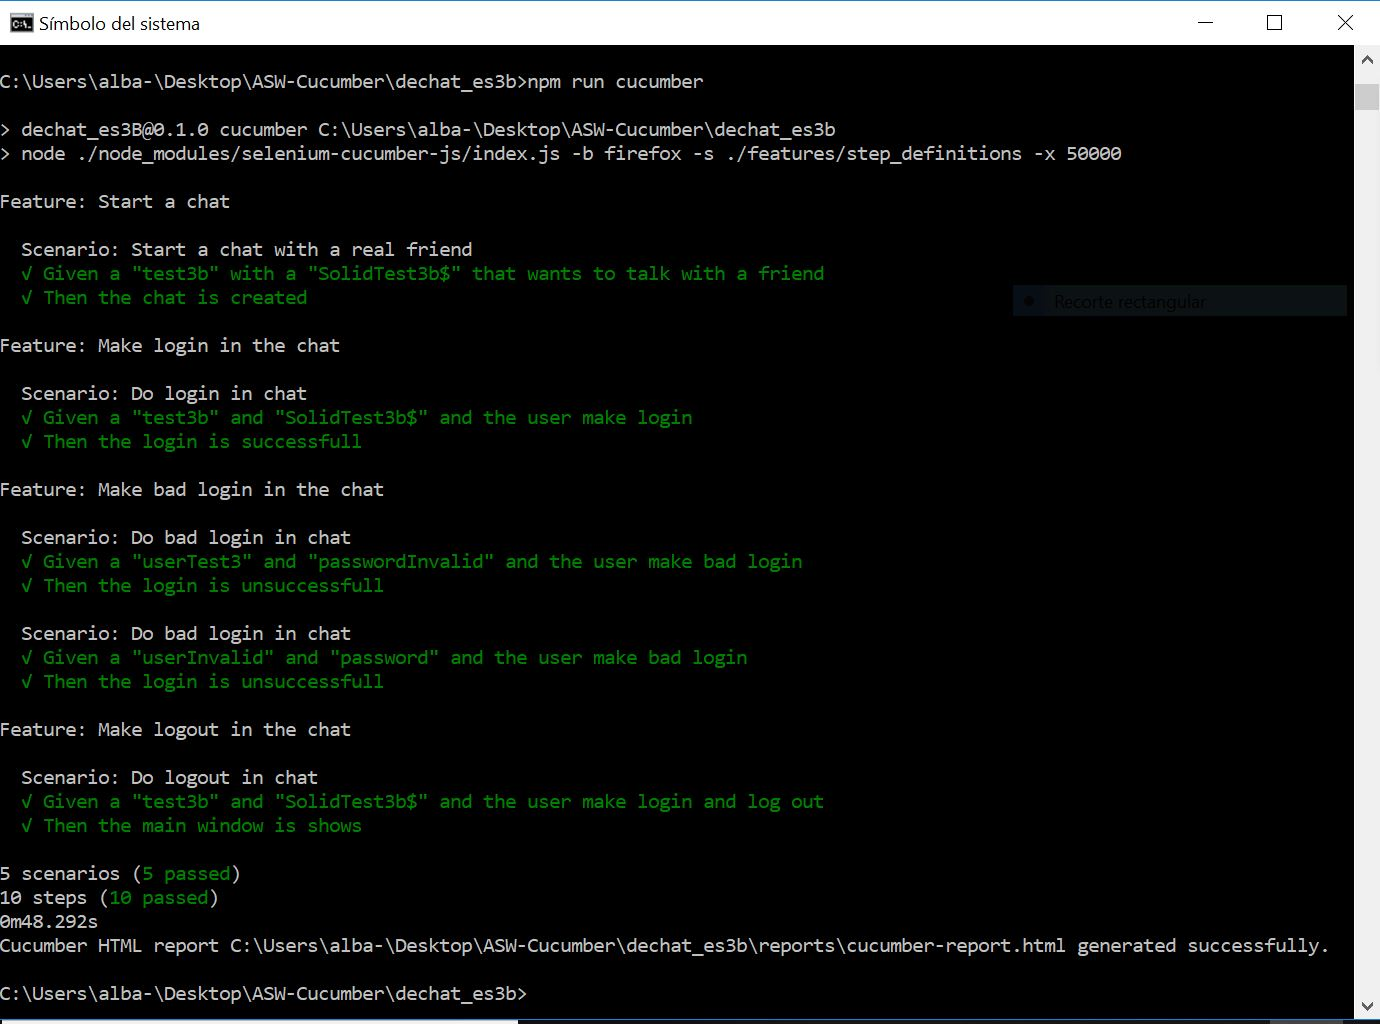 Símbolo del sistema
C:\Users\alba-\Desktop\ASW-Cucumber\dechat_es3b>npm run cucumber
> dechat_es3B@0.1.0 cucumber C:\Users\alba-\Desktop\ASW-Cucumber\dechat_es3b
> node ./node_modules/selenium-cucumber-js/index.js -b firefox -s ./features/step_definitions -x 50000
Feature: Start a chat
Scenario: Start a chat with a real friend
√ Given a "test3b" with a "SolidTest3b$" that wants to talk with a friend
√ Then the chat is created
Recorte rectangular
Feature: Make login in the chat
Scenario: Do login in chat
√ Given a "test3b" and "SolidTest3b$" and the user make login
√ Then the login is successfull
Feature: Make bad login in the chat
Scenario: Do bad login in chat
√ Given a "userTest3" and "passwordInvalid" and the user make bad login
√ Then the login is unsuccessfull
Scenario: Do bad login in chat
√ Given a "userInvalid" and "password" and the user make bad login
√ Then the login is unsuccessfull
Feature: Make logout in the chat
Scenario: Do logout in chat
√ Given a "test3b" and "SolidTest3b$" and the user make login and log out
√ Then the main window is shows
5 scenarios (5 passed)
10 steps (10 passed)
0m48.292s
Cucumber HTML report C:\Users\alba-\Desktop\ASW-Cucumber\dechat_es3b\reports\cucumber-report.html generated successfully.
C:\Users\alba-\Desktop\ASW-Cucumber\dechat_es3b>